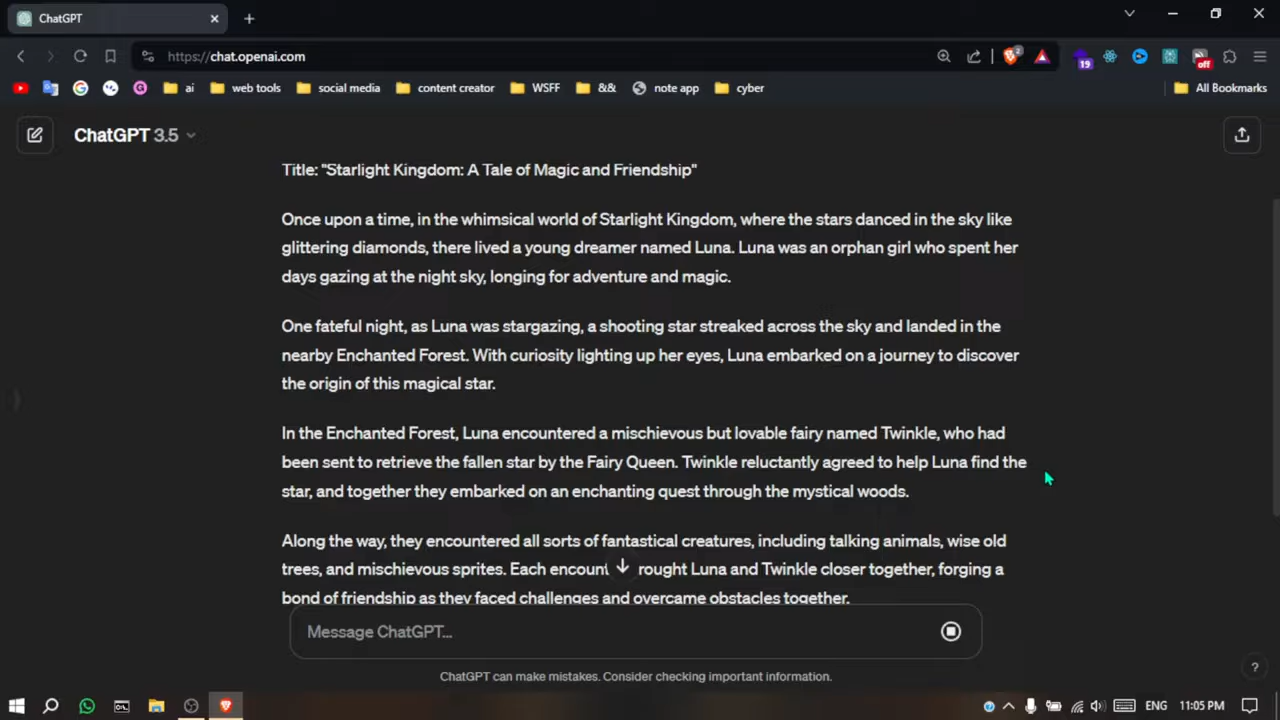 ChatGPT
https://chat.openai.com
2
19
off
ai
web tools
social media
content creator
WSFF
&&
note app
cyber
All Bookmarks
ChatGPT 3.5
Title: "Starlight Kingdom: A Tale of Magic and Friendship"
Once upon a time, in the whimsical world of Starlight Kingdom, where the stars danced in the sky like
glittering diamonds, there lived a young dreamer named Luna. Luna was an orphan girl who spent her
days gazing at the night sky, longing for adventure and magic.
One fateful night, as Luna was stargazing, a shooting star streaked across the sky and landed in the
nearby Enchanted Forest. With curiosity lighting up her eyes, Luna embarked on a journey to discover
the origin of this magical star.
In the Enchanted Forest, Luna encountered a mischievous but lovable fairy named Twinkle, who had
been sent to retrieve the fallen star by the Fairy Queen. Twinkle reluctantly agreed to help Luna find the
star, and together they embarked on an enchanting quest through the mystical woods.
Along the way, they encountered all sorts of fantastical creatures, including talking animals, wise old
trees, and mischievous sprites. Each encoun rought Luna and Twinkle closer together, forging a
bond of friendship as they faced challenges and overcame obstacles together.
Message ChatGPT...
ChatGPT can make mistakes. Consider checking important information.
?
ENG
11:05 PM